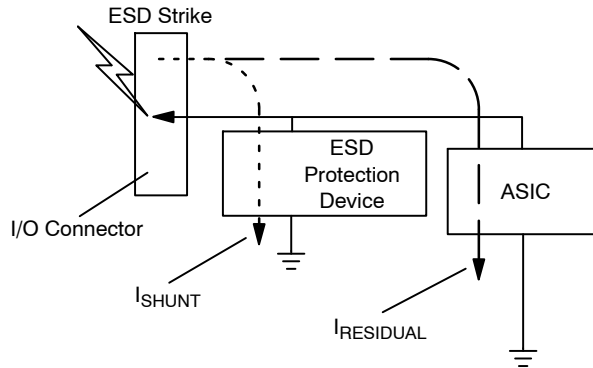 ESD Strike
ESD
Protection
Device
ASIC
I/O Connector
ISHUNT
IRESIDUAL